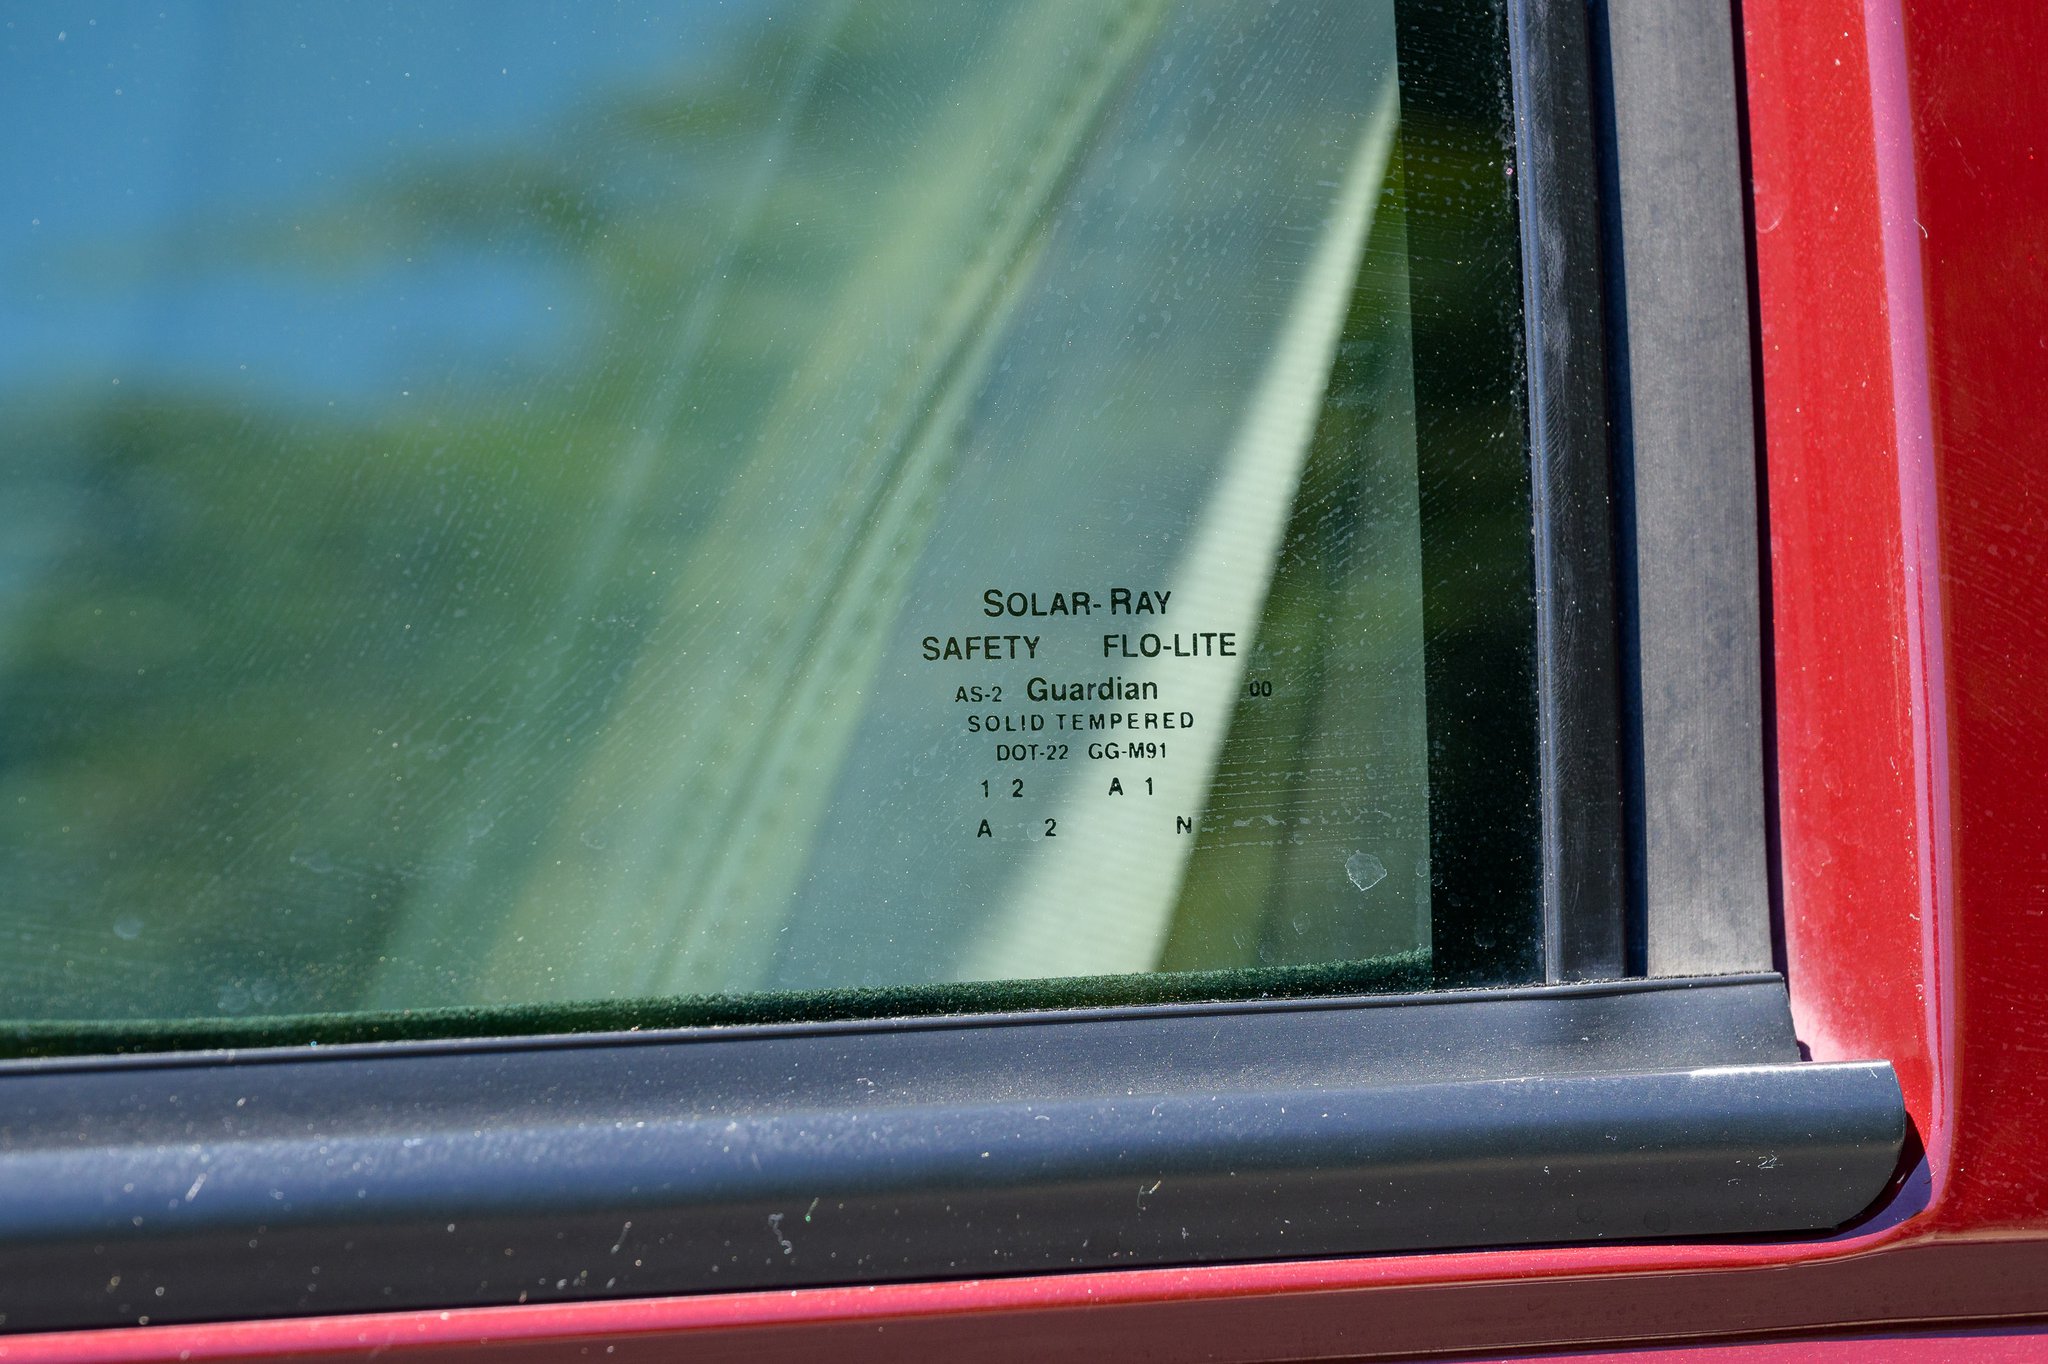 SOLAR-RAY
SAFETY FLO-LITE
AS-2 Guardian 00
SOLID TEMPERED
DOT-22 GG-M91
1 2 A 1
A 2 N